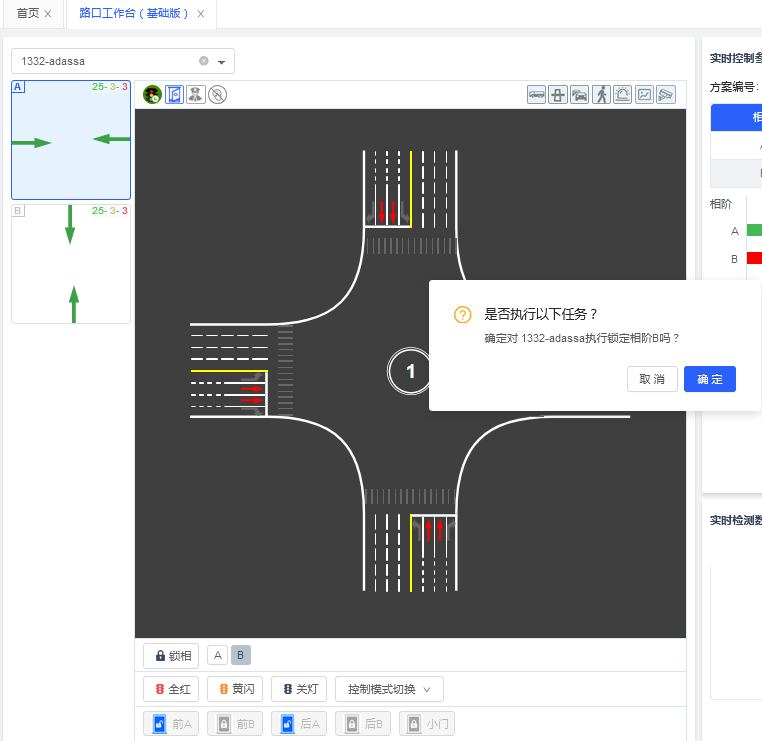 首页
路口工作台（基础版）
1332-adassa
实时控制参
方案编号:
A
25-3-3
B
25-3-3
相阶
A
B
1
是否执行以下任务？
确定对 1332-adassa执行锁定相阶B吗？
取 消
确 定
实时检测数
锁相
A
B
全红
黄闪
关灯
控制模式切换
前A
前B
后A
后B
小门